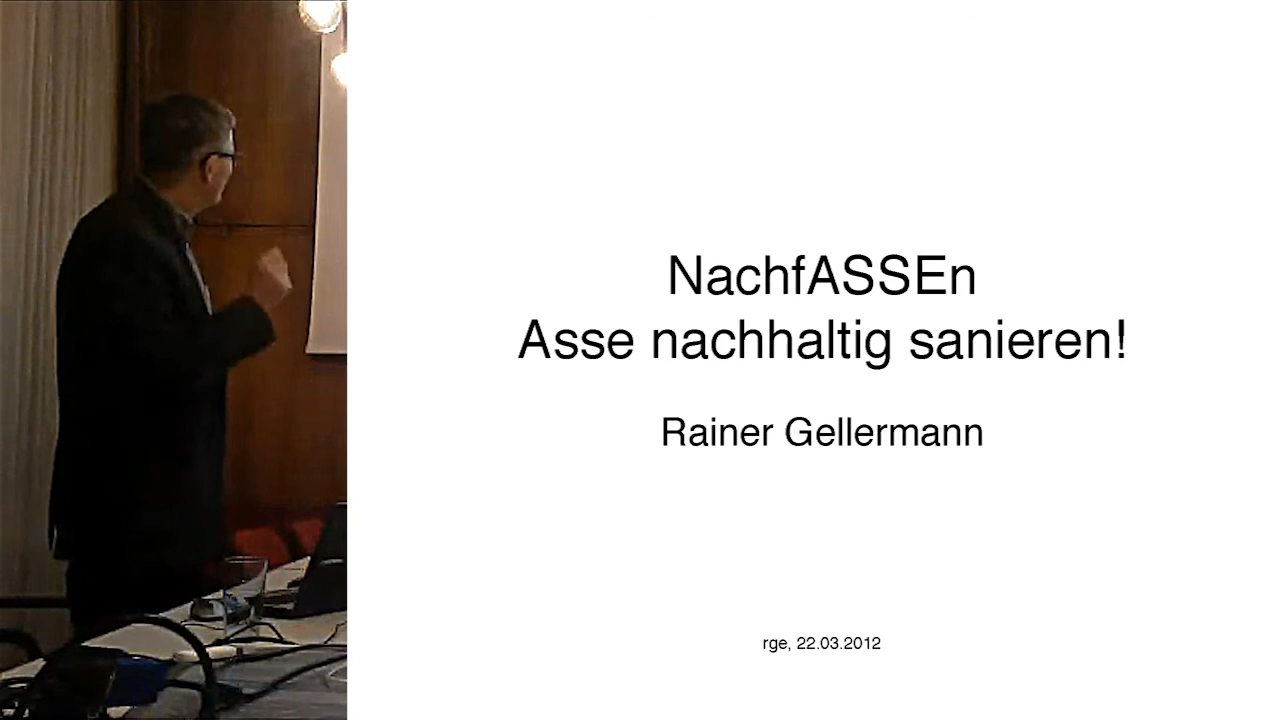 NachfASSEn
Asse nachhaltig sanieren!
Rainer Gellermann
rge, 22.03.2012